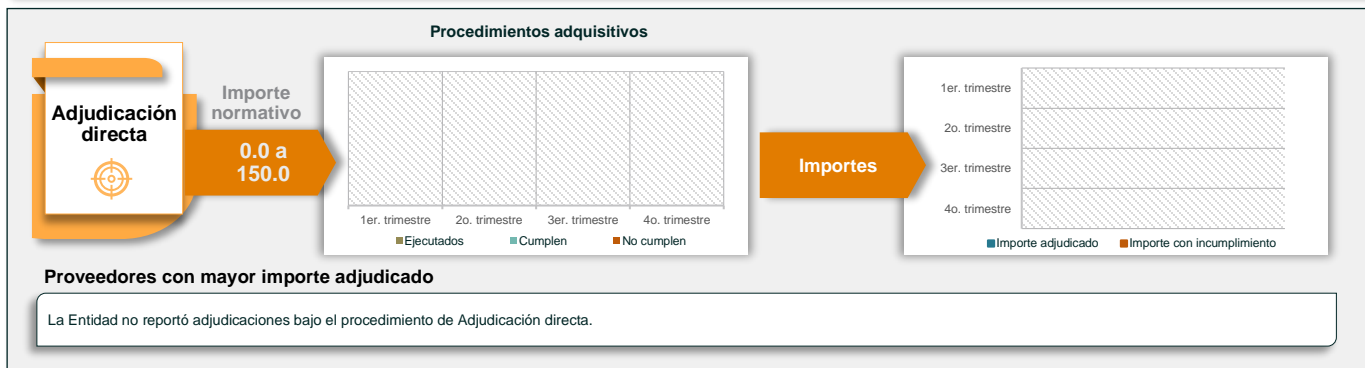 Procedimientos adquisitivos
Adjudicación
directa
Importe
normativo
0.0 a
150.0
1er. trimestre
2o. trimestre
3er. trimestre
4o. trimestre
Ejecutados
Cumplen
No cumplen
Importes
1er. trimestre
2o. trimestre
3er. trimestre
4o. trimestre
Importe adjudicado
Importe con incumplimiento
Proveedores con mayor importe adjudicado
La Entidad no reportó adjudicaciones bajo el procedimiento de Adjudicación directa.